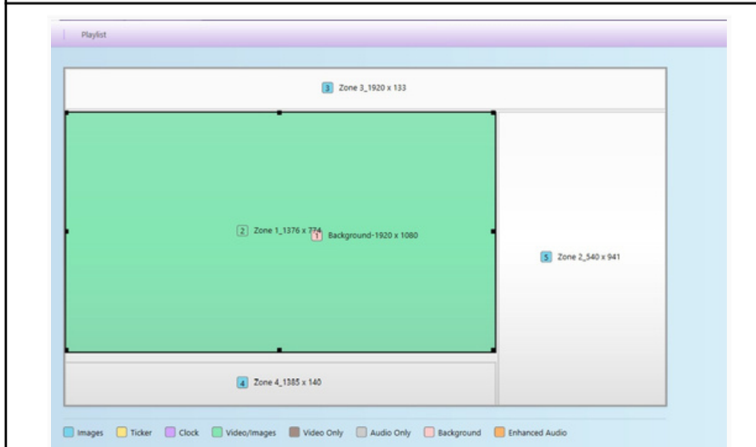 Playlist
3 Zone 3_1920 x 133
2 Zone 1_1376 x 774
1 Background-1920 x 1080
5 Zone 2_540 x 941
4 Zone 4_1385 x 140
Images Ticker Clock Video/Images Video Only Audio Only Background Enhanced Audio